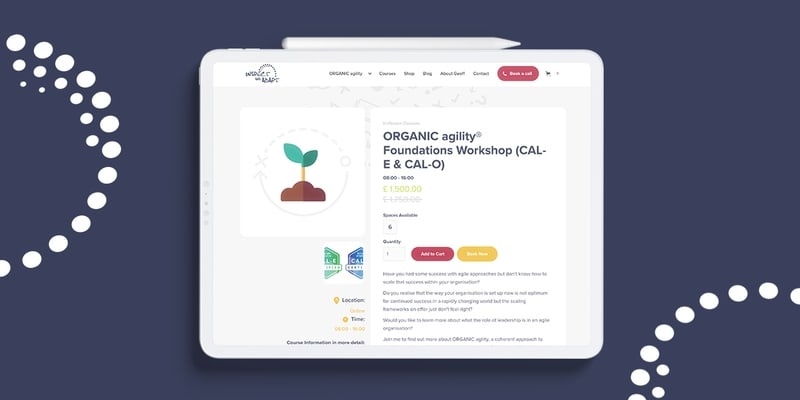 INSPECT and ADAPT
ORGANIC agility
Courses
Shop
Blog
About Geoff
Contact
Book a call
In-Person Courses
ORGANIC agility®
Foundations Workshop (CAL-
E & CAL-O)
08:00 - 16:00
£ 1,500.00
£ 1,750.00
Spaces Available
6
Quantity
1
Add to Cart
Book Now
Location:
Online
Time:
08:00 - 16:00
Course Information in more detail:
Have you had some success with agile approaches but don't know how to
scale that success within your organisation?
Do you realise that the way your organisation is set up now is not optimum
for continued success in a rapidly changing world but the scaling
frameworks on offer just don't feel right?
Would you like to learn more about what the role of leadership is in an agile
organisation?
Join me to find out more about ORGANIC agility, a coherent approach to